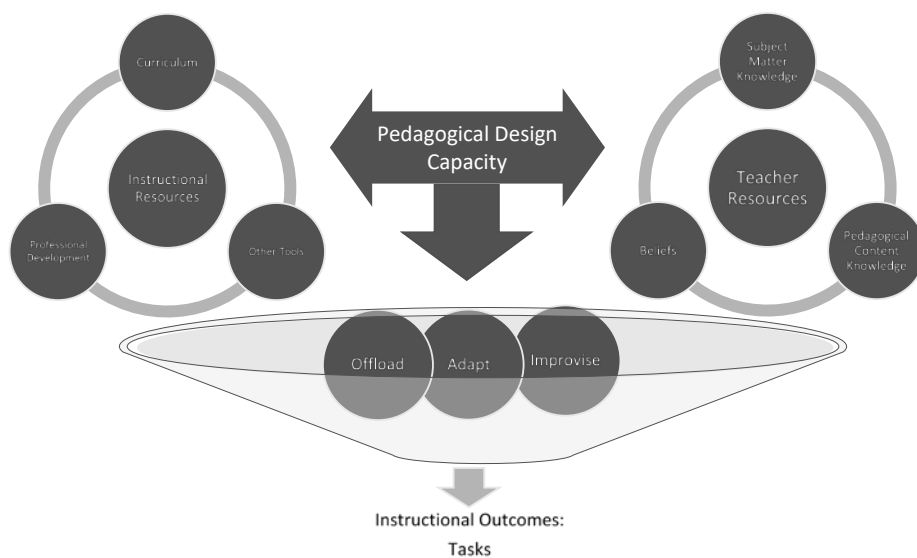 Curriculum
Instructional
Resources
Professional
Development
Other Tools
Pedagogical Design
Capacity
Subject
Matter
Knowledge
Teacher
Resources
Beliefs
Pedagogical
Content
Knowledge
Offload
Adapt
Improvise
Instructional Outcomes:
Tasks